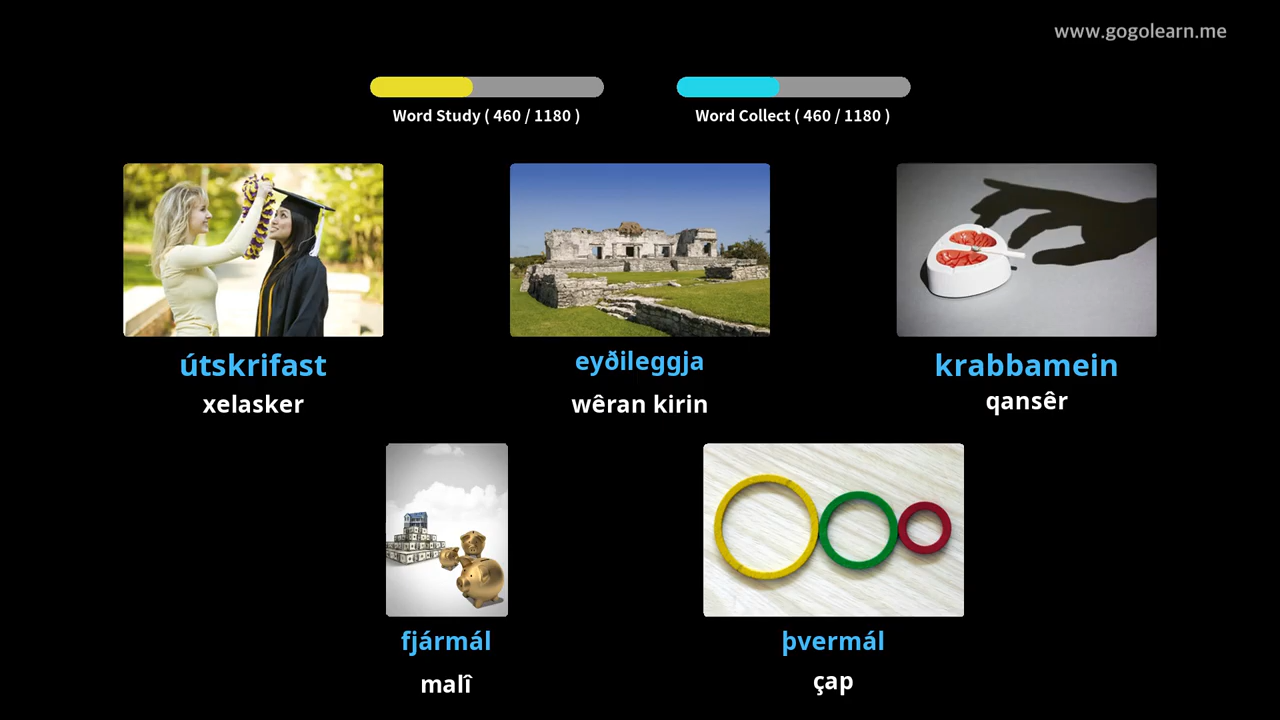 www.gogolearn.me
Word Study ( 460 / 1180 )
Word Collect ( 460 / 1180 )
útskrifast
eyðileggja
krabbamein
xelasker
wêran kirin
qansêr
fjármál
þvermál
malî
çap